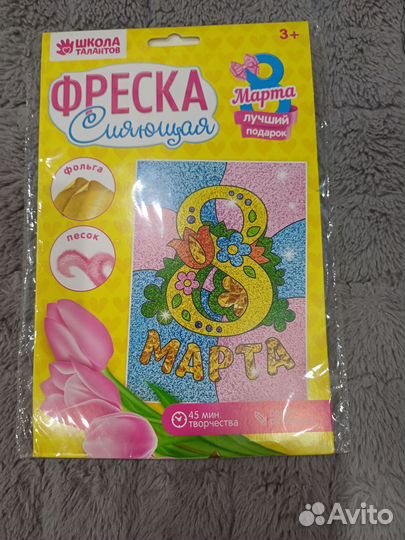 ШКОЛА
ТАЛАНТОВ
3+
ФРЕСКА
Сияющая
8
Марта
лучший
подарок
фольга
песок
8
МАРТА
45 мин.
творчества
Avito